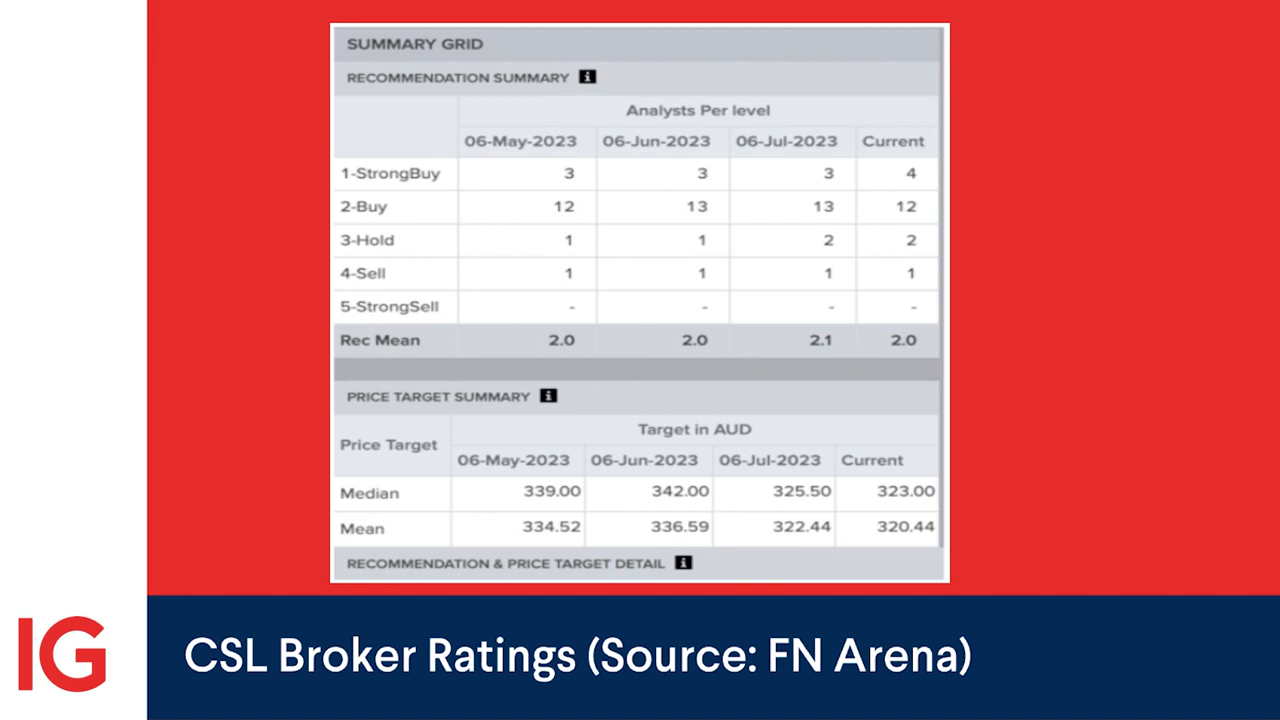 SUMMARY GRID
RECOMMENDATION SUMMARY i
Analysts Per level
06-May-2023 06-Jun-2023 06-Jul-2023 Current
1-StrongBuy 3 3 3 4
2-Buy 12 13 13 12
3-Hold 1 1 2 2
4-Sell 1 1 1 1
5-StrongSell - - - -
Rec Mean 2.0 2.0 2.1 2.0
PRICE TARGET SUMMARY i
Target in AUD
Price Target
06-May-2023 06-Jun-2023 06-Jul-2023 Current
Median 339.00 342.00 325.50 323.00
Mean 334.52 336.59 322.44 320.44
RECOMMENDATION & PRICE TARGET DETAIL i
IG
CSL Broker Ratings (Source: FN Arena)